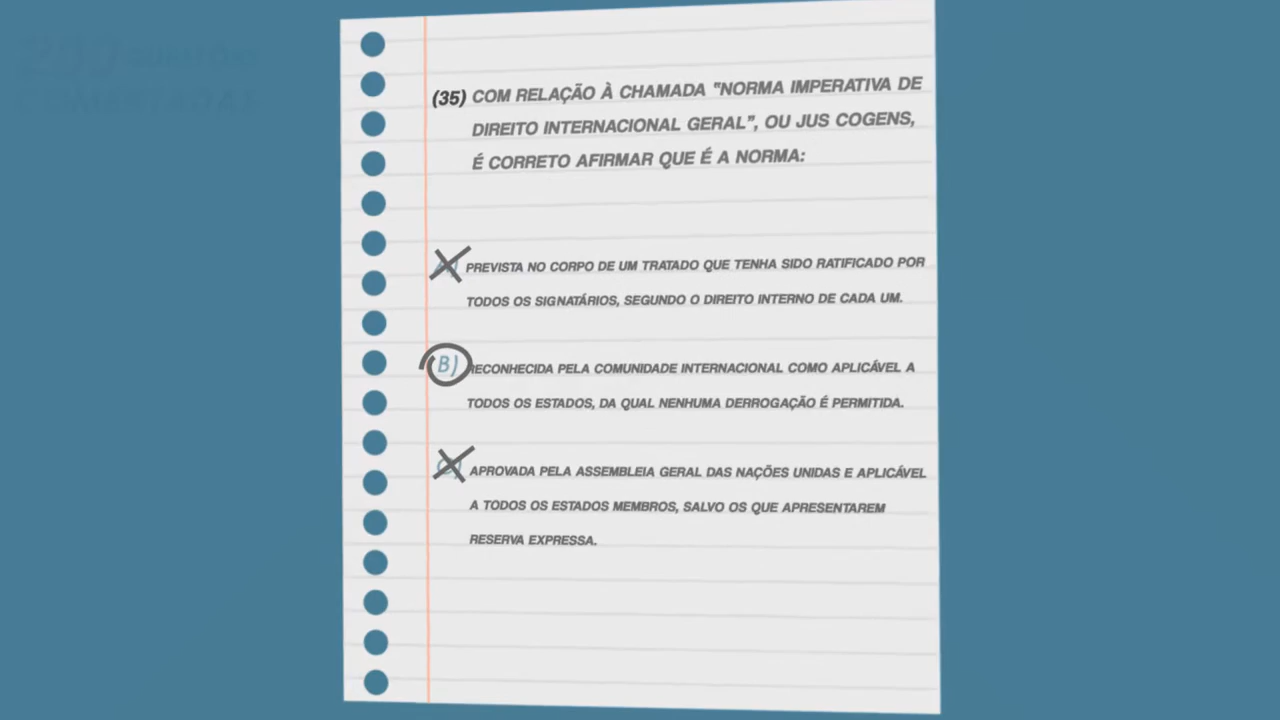 (35) COM RELAÇÃO À CHAMADA "NORMA IMPERATIVA DE
DIREITO INTERNACIONAL GERAL", OU JUS COGENS,
É CORRETO AFIRMAR QUE É A NORMA:
PREVISTA NO CORPO DE UM TRATADO QUE TENHA SIDO RATIFICADO POR
TODOS OS SIGNATÁRIOS, SEGUNDO O DIREITO INTERNO DE CADA UM.
B) RECONHECIDA PELA COMUNIDADE INTERNACIONAL COMO APLICÁVEL A
TODOS OS ESTADOS, DA QUAL NENHUMA DERROGAÇÃO É PERMITIDA.
APROVADA PELA ASSEMBLEIA GERAL DAS NAÇÕES UNIDAS E APLICÁVEL
A TODOS OS ESTADOS MEMBROS, SALVO OS QUE APRESENTAREM
RESERVA EXPRESSA.